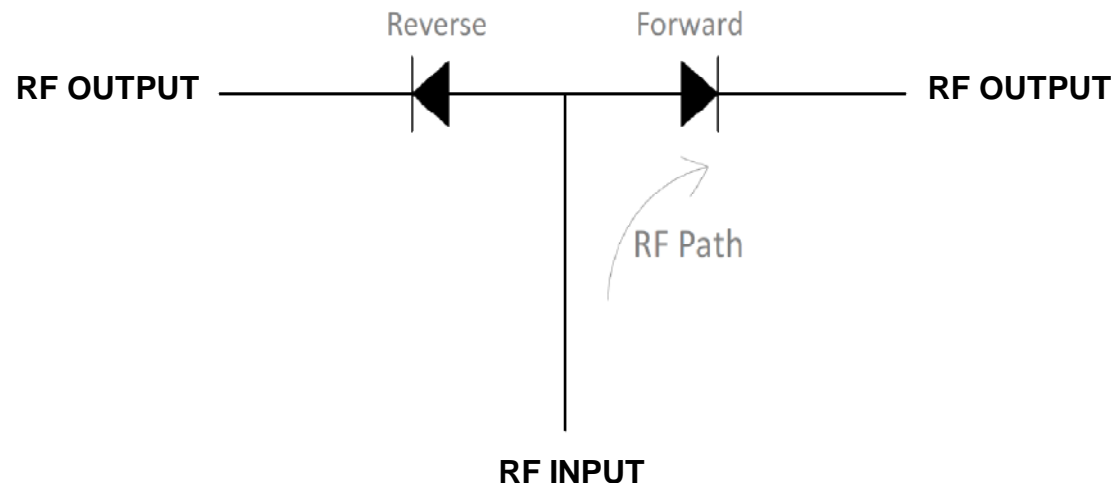 Reverse
Forward
RF OUTPUT
RF OUTPUT
RF Path
RF INPUT